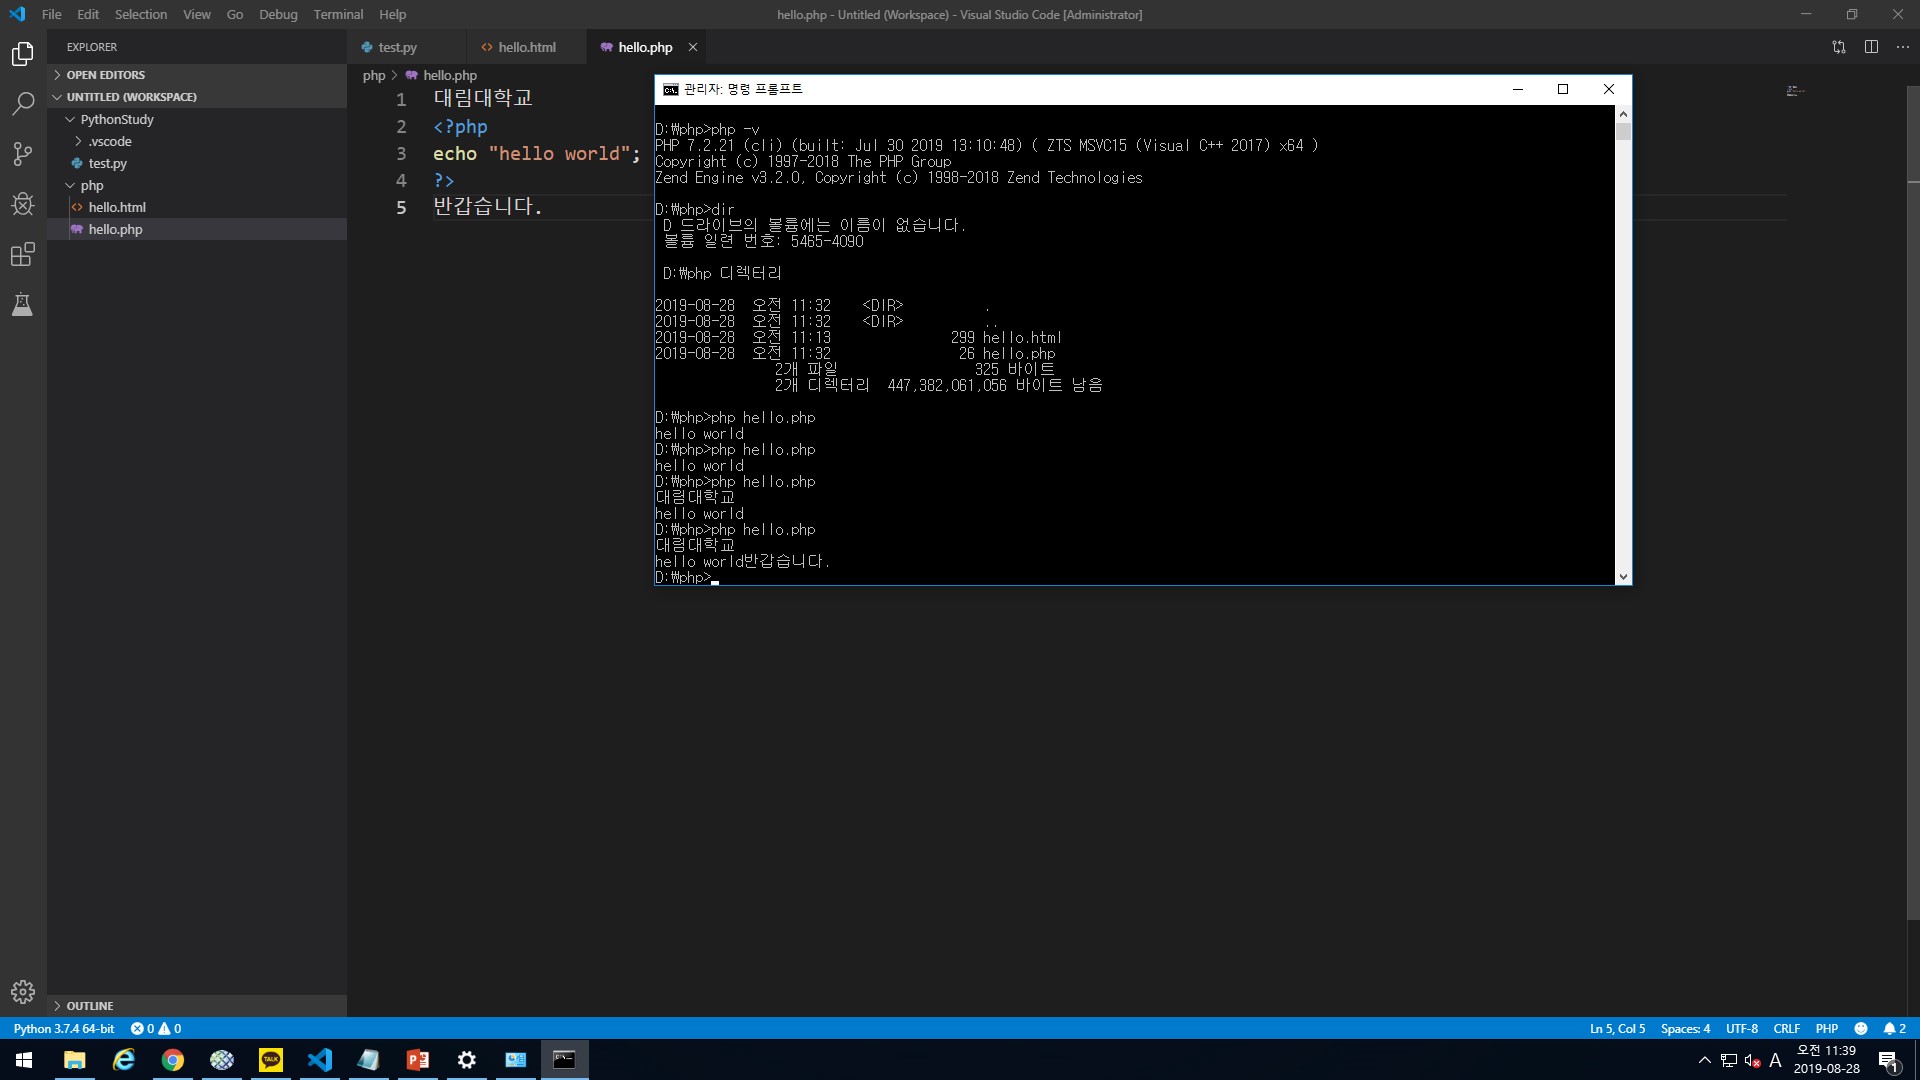 File Edit Selection View Go Debug Terminal Help
hello.php - Untitled (Workspace) - Visual Studio Code [Administrator]
EXPLORER
OPEN EDITORS
UNTITLED (WORKSPACE)
PythonStudy
.vscode
test.py
php
hello.html
hello.php
OUTLINE
test.py
hello.html
hello.php
php > hello.php
1 대림대학교
2 <?php
3 echo "hello world";
4 ?>
5 반갑습니다.
관리자: 명령 프롬프트
D:₩php>php -v
PHP 7.2.21 (cli) (built: Jul 30 2019 13:10:48) ( ZTS MSVC15 (Visual C++ 2017) x64 )
Copyright (c) 1997-2018 The PHP Group
Zend Engine v3.2.0, Copyright (c) 1998-2018 Zend Technologies
D:₩php>dir
D 드라이브의 볼륨에는 이름이 없습니다.
볼륨 일련 번호: 5465-4090
D:₩php 디렉터리
2019-08-28 오전 11:32 <DIR> .
2019-08-28 오전 11:32 <DIR> ..
2019-08-28 오전 11:13 299 hello.html
2019-08-28 오전 11:32 26 hello.php
2개 파일 325 바이트
2개 디렉터리 447,382,061,056 바이트 남음
D:₩php>php hello.php
hello world
D:₩php>php hello.php
hello world
D:₩php>php hello.php
대림대학교
hello world
D:₩php>php hello.php
대림대학교
hello world반갑습니다.
D:₩php>
Python 3.7.4 64-bit 0 0
Ln 5, Col 5 Spaces: 4 UTF-8 CRLF PHP 2
TALK
A
오전 11:39
2019-08-28
1